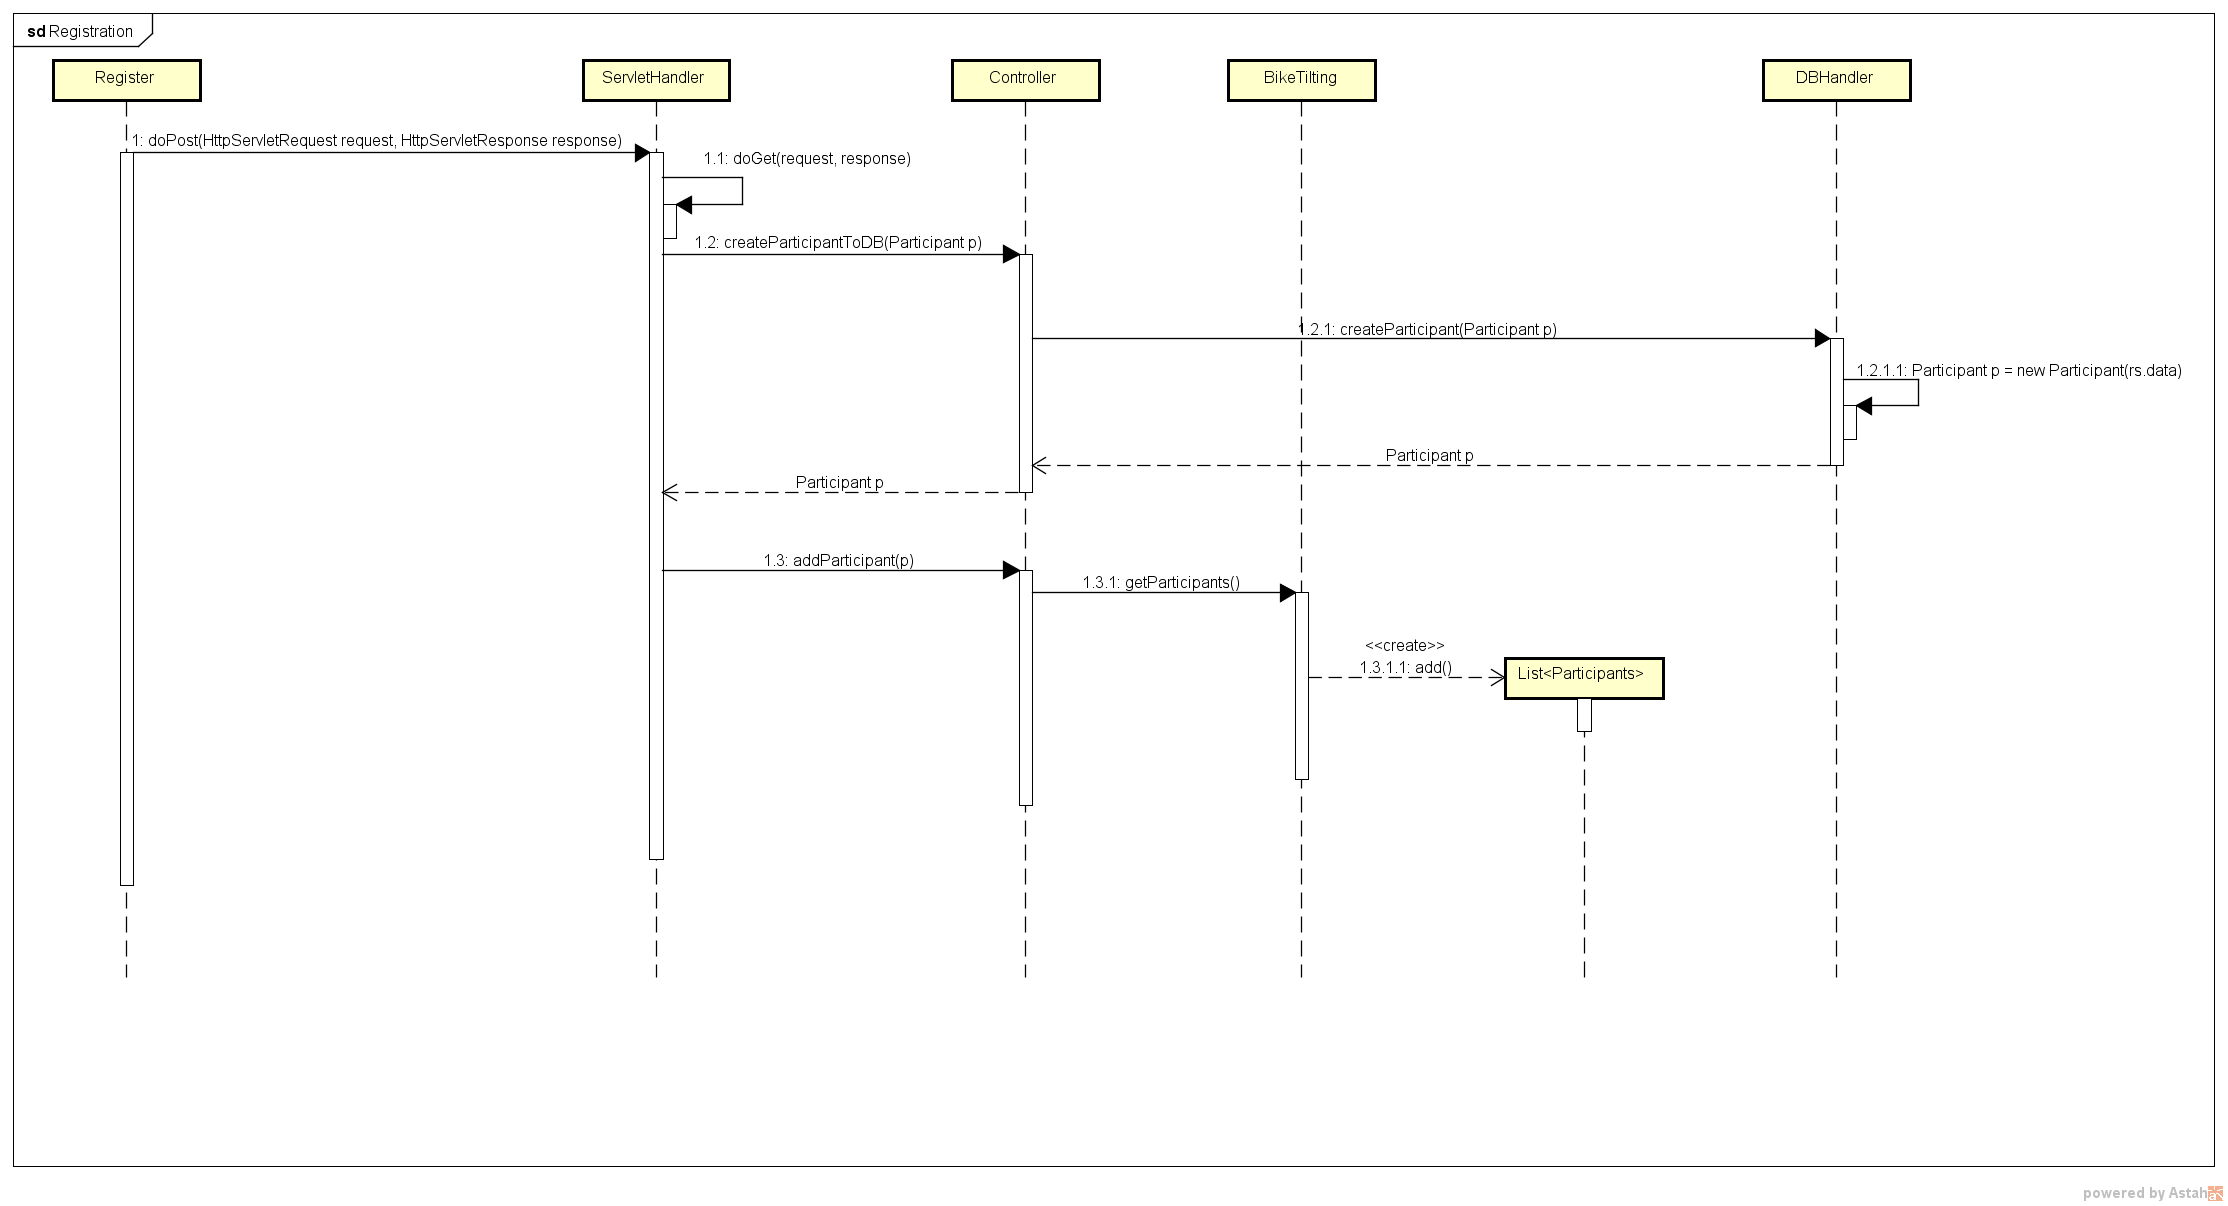 sd Registration
Register
ServletHandler
Controller
BikeTilting
DBHandler
1: doPost(HttpServletRequest request, HttpServletResponse response)
1.1: doGet(request, response)
1.2: createParticipantToDB(Participant p)
1.2.1: createParticipant(Participant p)
1.2.1.1: Participant p = new Participant(rs.data)
Participant p
Participant p
1.3: addParticipant(p)
1.3.1: getParticipants()
<<create>>
1.3.1.1: add()
List<Participants>
powered by Astah